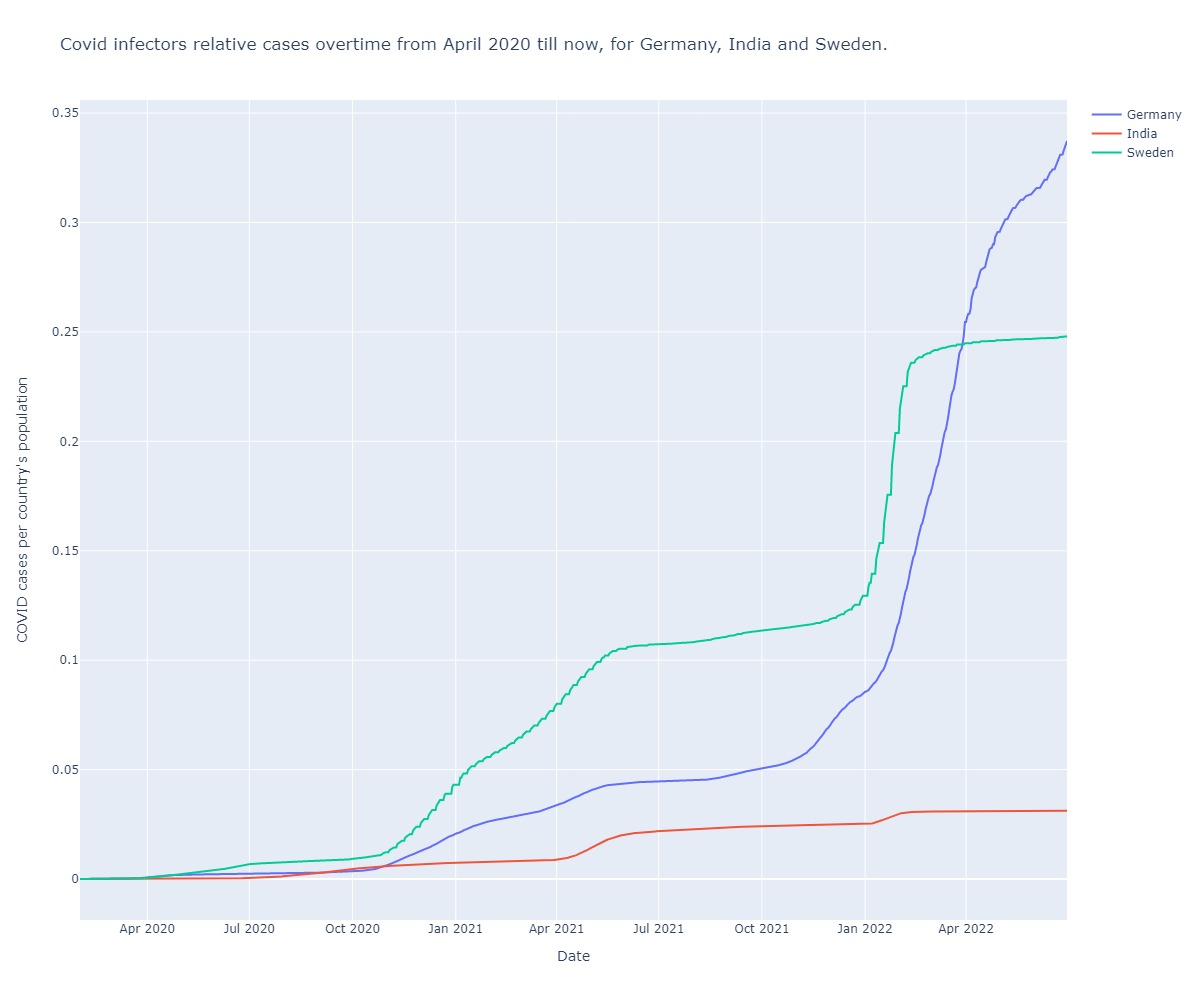 Covid infectors relative cases overtime from April 2020 till now, for Germany, India and Sweden.
Germany
India
Sweden
COVID cases per country's population
0.35
0.3
0.25
0.2
0.15
0.1
0.05
0
Apr 2020 Jul 2020 Oct 2020 Jan 2021 Apr 2021 Jul 2021 Oct 2021 Jan 2022 Apr 2022
Date